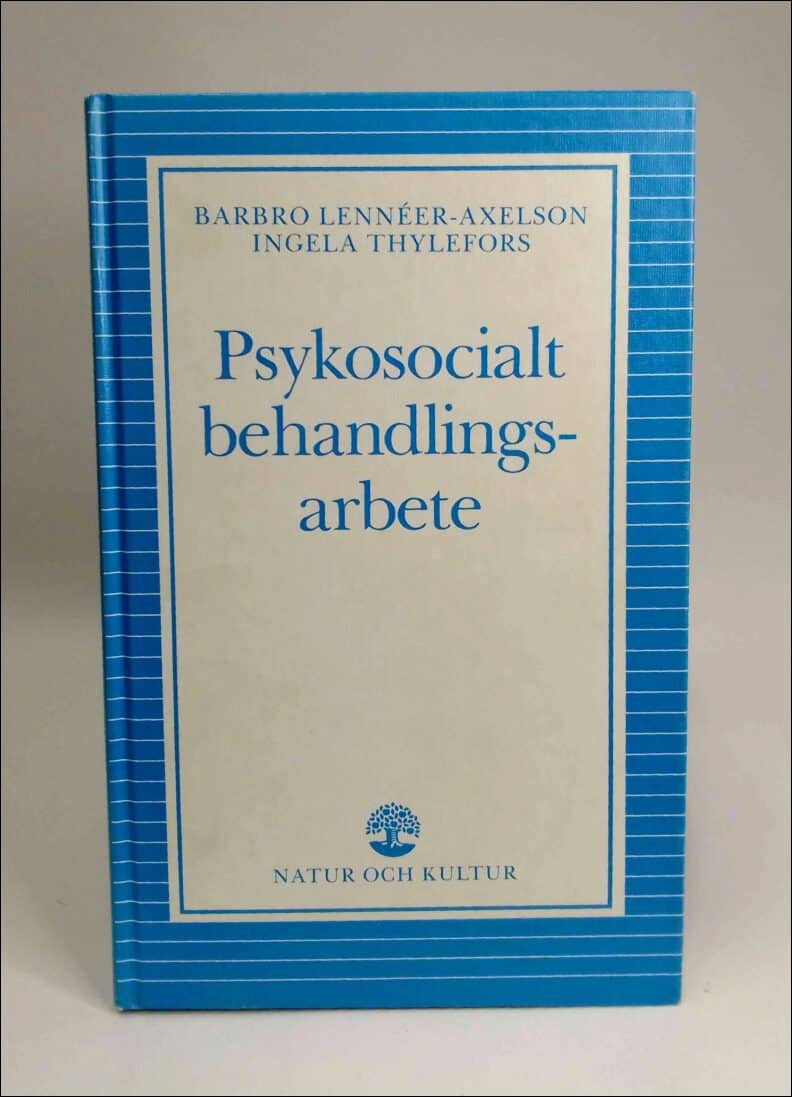 BARBRO LENNÉER-AXELSON
INGELA THYLEFORS
Psykosocialt
behandlings-
arbete
NATUR OCH KULTUR